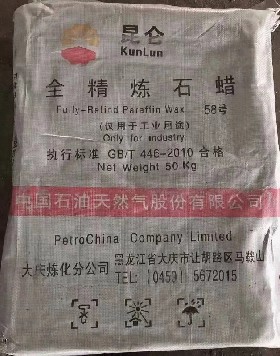 昆仑
KunLun
全精炼石蜡
Fully-Refind Paraffin Wax 58号
(仅用于工业用途)
Only for industry
执行标准 GB/T 446-2010 合格
Net Weight 50 Kg
中国石油天然气股份有限公司
PetroChina Company Limited
大庆炼化分公司 黑龙江省大庆市让胡路区马鞍山
TEL: (0459) 5672015